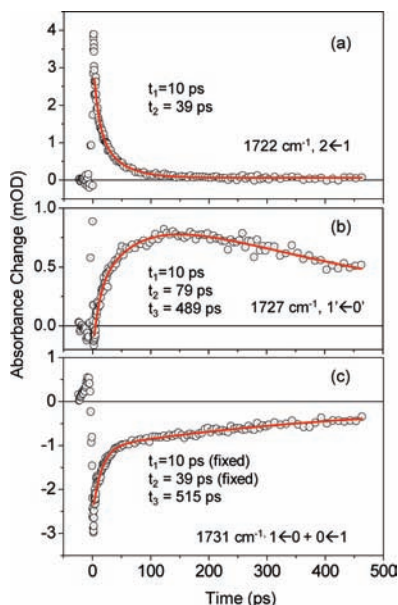 Absorbance Change (mOD)
4
3
2
1
0
(a)
t₁=10 ps
t₂ = 39 ps
1722 cm⁻¹, 2←1
1.0
0.5
0.0
(b)
t₁=10 ps
t₂ = 79 ps
t₃ = 489 ps
1727 cm⁻¹, 1'←0'
0
-1
-2
-3
(c)
t₁=10 ps (fixed)
t₂ = 39 ps (fixed)
t₃ = 515 ps
1731 cm⁻¹, 1←0 + 0←1
0 100 200 300 400 500
Time (ps)